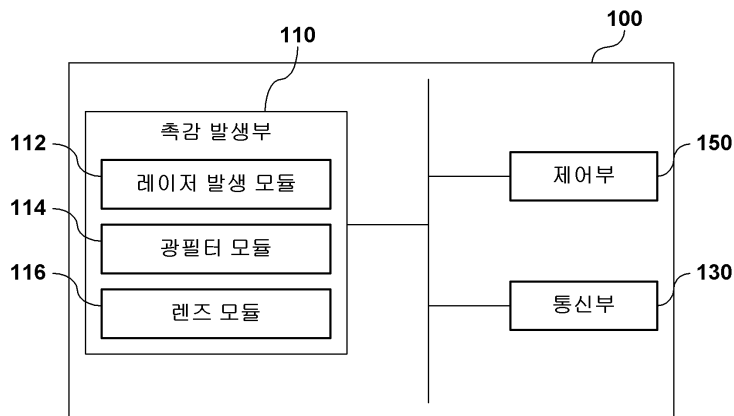 100
110
촉감 발생부
112
레이저 발생 모듈
114
광필터 모듈
116
렌즈 모듈
제어부
150
통신부
130